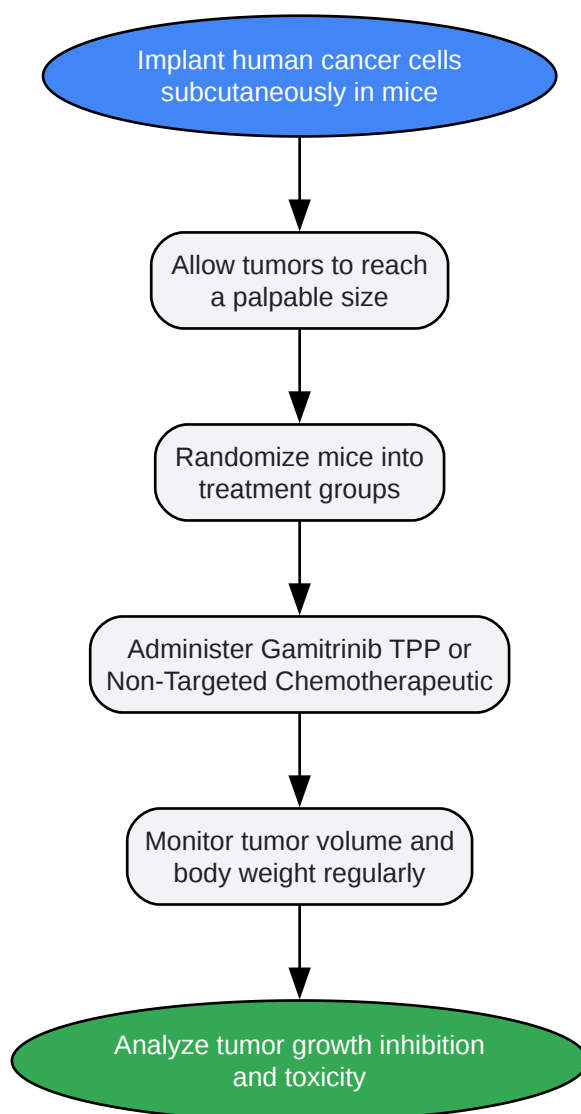 Implant human cancer cells
subcutaneously in mice
Allow tumors to reach
a palpable size
Randomize mice into
treatment groups
Administer Gamitrinib TPP or
Non-Targeted Chemotherapeutic
Monitor tumor volume and
body weight regularly
Analyze tumor growth inhibition
and toxicity